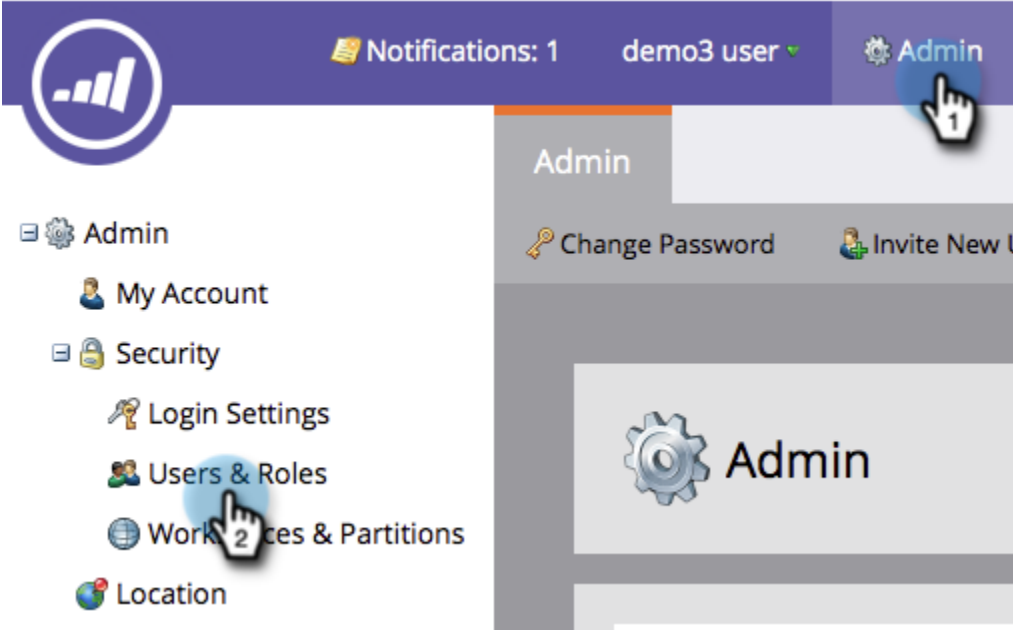 Notifications: 1 demo3 user Admin
1
Admin
Admin
Change Password Invite New
My Account
Security
Login Settings
Admin
Users & Roles
2
& Partitions
Location